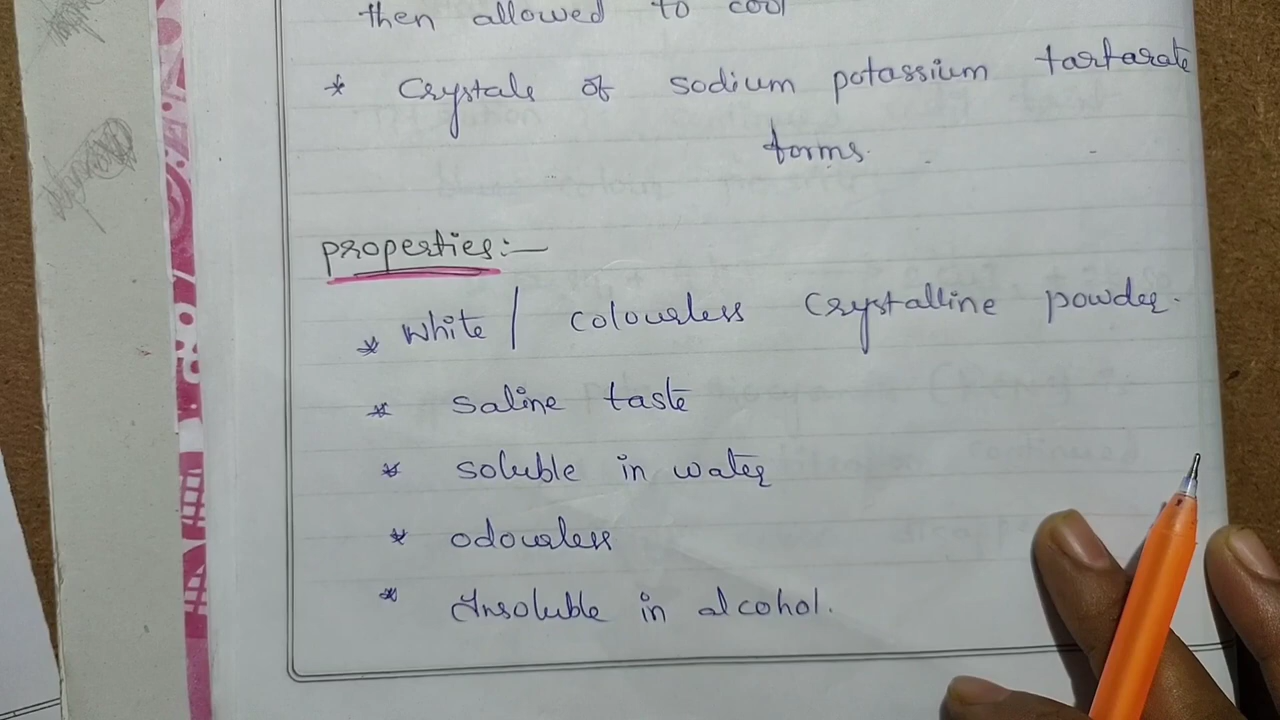 then allowed to cool
* Crystals of sodium potassium tartarate
forms.
properties:-
* White / colourless crystalline powder.
* saline taste
* soluble in water
* odourless
* Insoluble in alcohol.